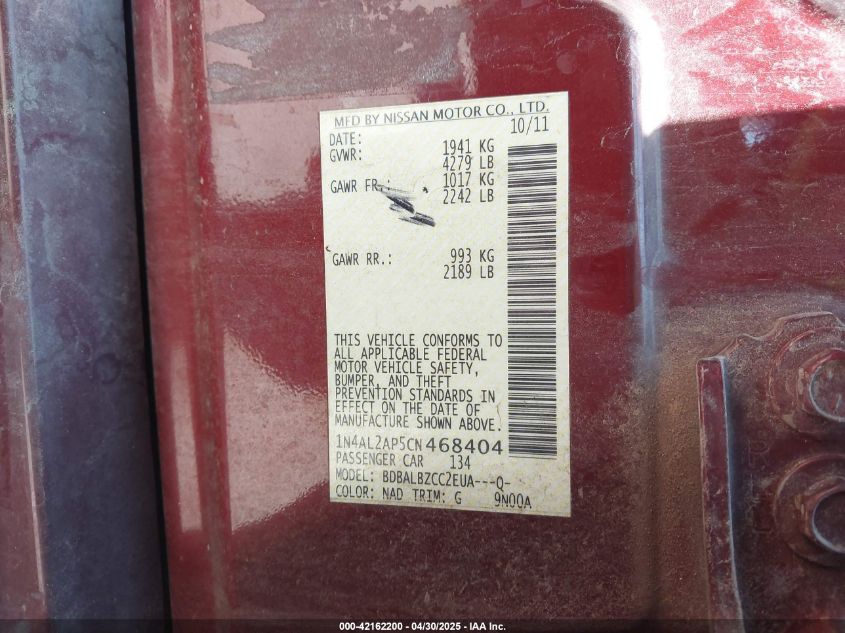 MFD BY NISSAN MOTOR CO., LTD.
DATE: 10/11
GVWR: 1941 KG
4279 LB
GAWR FR.: 1017 KG
2242 LB
GAWR RR.: 993 KG
2189 LB
THIS VEHICLE CONFORMS TO
ALL APPLICABLE FEDERAL
MOTOR VEHICLE SAFETY,
BUMPER, AND THEFT
PREVENTION STANDARDS IN
EFFECT ON THE DATE OF
MANUFACTURE SHOWN ABOVE.
1N4AL2AP5CN468404
PASSENGER CAR 134
MODEL: BDBALBZCC2EUA---Q-
COLOR: NAD TRIM: G 9N00A
000-42162200 - 04/30/2025 - IAA Inc.